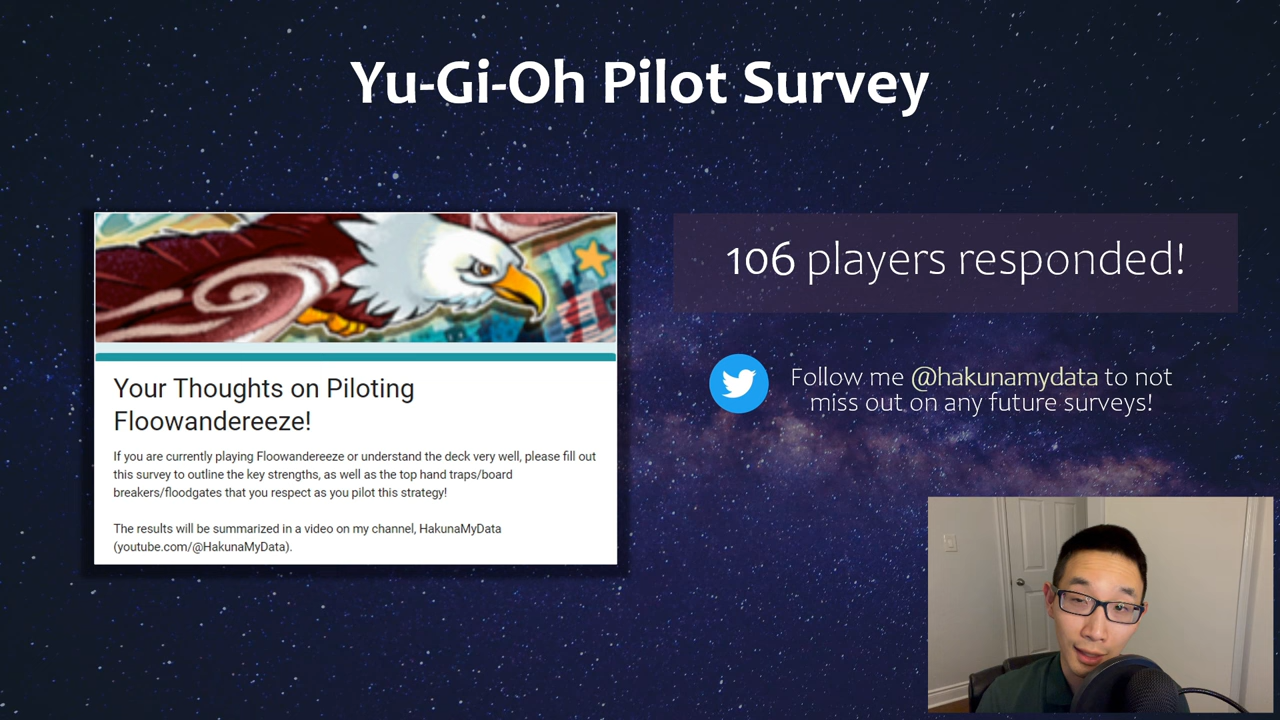 Yu-Gi-Oh Pilot Survey
106 players responded!
Follow me @hakunamydata to not
miss out on any future surveys!
Your Thoughts on Piloting
Floowandereeze!
If you are currently playing Floowandereeze or understand the deck very well, please fill out
this survey to outline the key strengths, as well as the top hand traps/board
breakers/floodgates that you respect as you pilot this strategy!
The results will be summarized in a video on my channel, HakunaMyData
(youtube.com/@HakunaMyData).